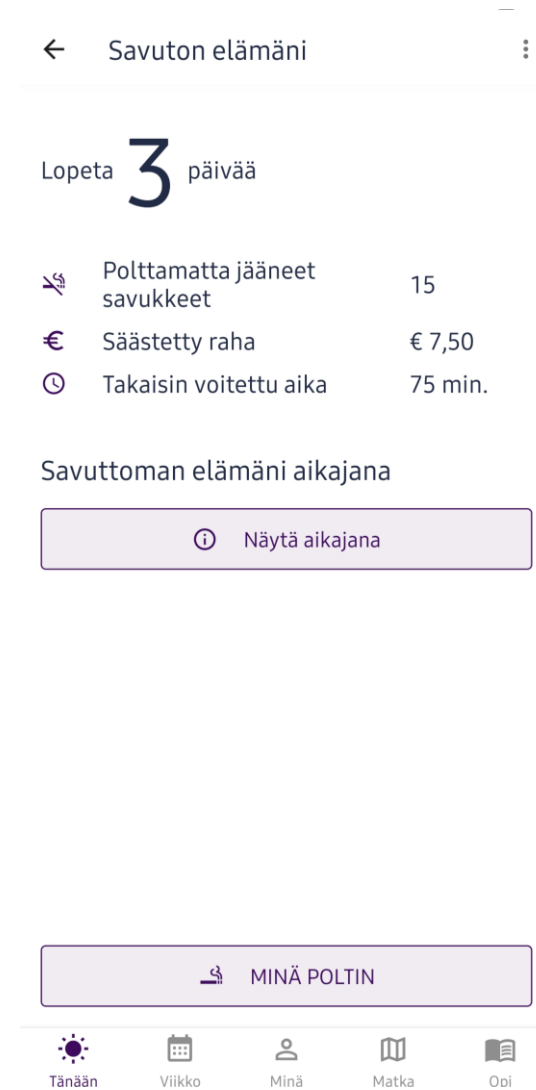 Savuton elämäni
Lopeta 3 päivää
Polttamatta jääneet
savukkeet
15
Säästetty raha € 7,50
Takaisin voitettu aika 75 min.
Savuttoman elämäni aikajana
Näytä aikajana
MINÄ POLTIN
Tänään Viikko Minä Matka Opi